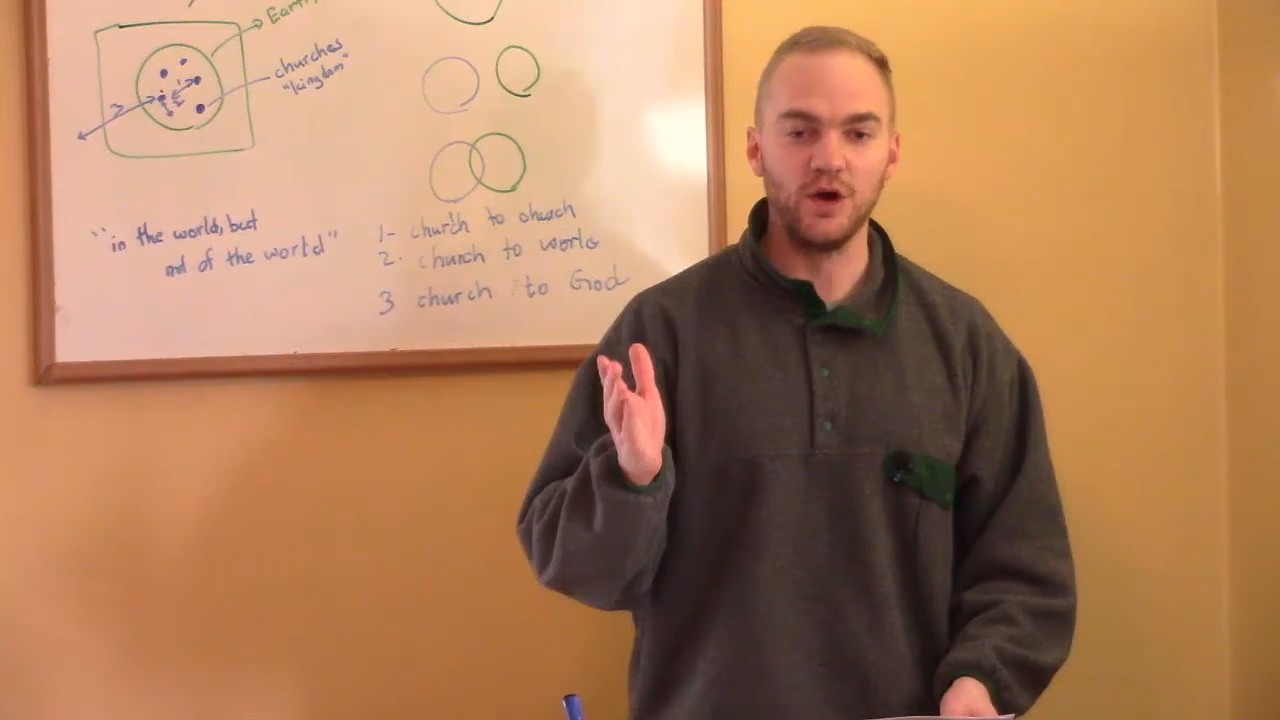 Earth
churches
"kingdom"
3
"in the world, but
not of the world"
1- church to church
2. church to world
3 church to God